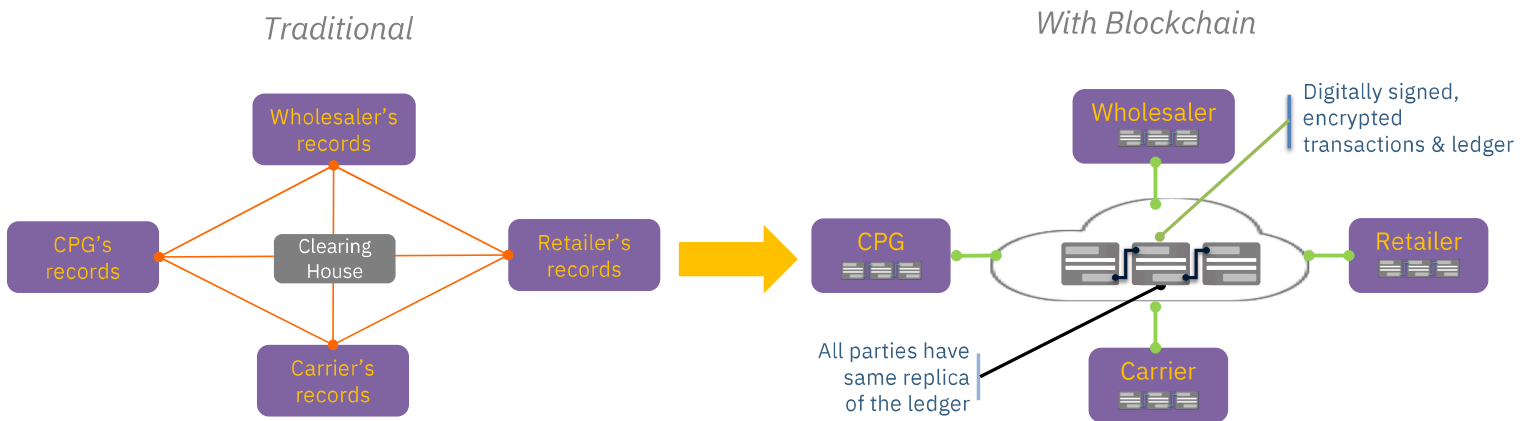 Traditional
With Blockchain
Wholesaler's
records
CPG's
records
Clearing
House
Retailer's
records
Carrier's
records
Wholesaler
Digitally signed,
encrypted
transactions & ledger
CPG
Retailer
All parties have
same replica
of the ledger
Carrier